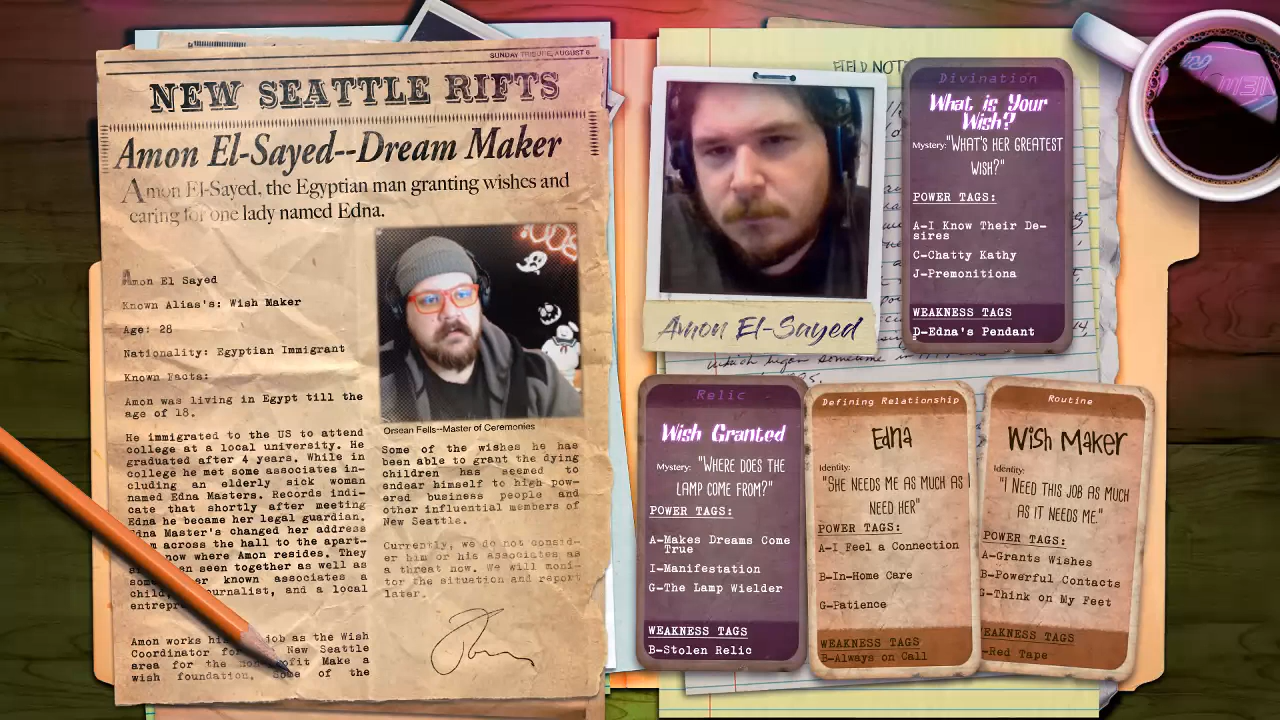 SUNDAY TRIBUNE, AUGUST 6
NEW SEATTLE RIFTS
Amon El-Sayed--Dream Maker
Amon El-Sayed, the Egyptian man granting wishes and
caring for one lady named Edna.
Amon El Sayed
Known Alias's: Wish Maker
Age: 28
Nationality: Egyptian Immigrant
Known Facts:
Amon was living in Egypt till the
age of 18.
He immigrated to the US to attend
college at a local university. He
graduated after 4 years. While in
college he met some associates in-
cluding an elderly sick woman
named Edna Masters. Records indi-
cate that shortly after meeting
Edna he became her legal guardian.
Edna Master's changed her address
across the hall to the apart-
now where Amon resides. They
seen together as well as
other known associates a
journalist, and a local
Amon works his job as the Wish
Coordinator for New Seattle
area for the Make a
wish foundation. Some of the
Orsean Fells--Master of Ceremonies
Some of the wishes he has
been able to grant the dying
children has seemed to
endear himself to high pow-
ered business people and
other influential members of
New Seattle.
Currently, we do not consid-
er him or his associates as
a threat now. We will moni-
tor the situation and report
later.
FIELD NOT
Amon El-Sayed
which began sometime in
Divination
What is Your
Wish?
Mystery: "What's her greatest
wish?"
POWER TAGS:
A-I Know Their De-
sires
C-Chatty Kathy
J-Premonitiona
WEAKNESS TAGS
D-Edna's Pendant
Relic
Wish Granted
Mystery: "Where does the
lamp come from?"
POWER TAGS:
A-Makes Dreams Come
True
I-Manifestation
G-The Lamp Wielder
WEAKNESS TAGS
B-Stolen Relic
Defining Relationship
Edna
Identity:
"She needs me as much as I
need her"
POWER TAGS:
A-I Feel a Connection
B-In-Home Care
G-Patience
WEAKNESS TAGS
B-Always on Call
Routine
Wish Maker
Identity:
"I need this job as much
as it needs me."
POWER TAGS:
A-Grants Wishes
B-Powerful Contacts
G-Think on My Feet
WEAKNESS TAGS
-Red Tape